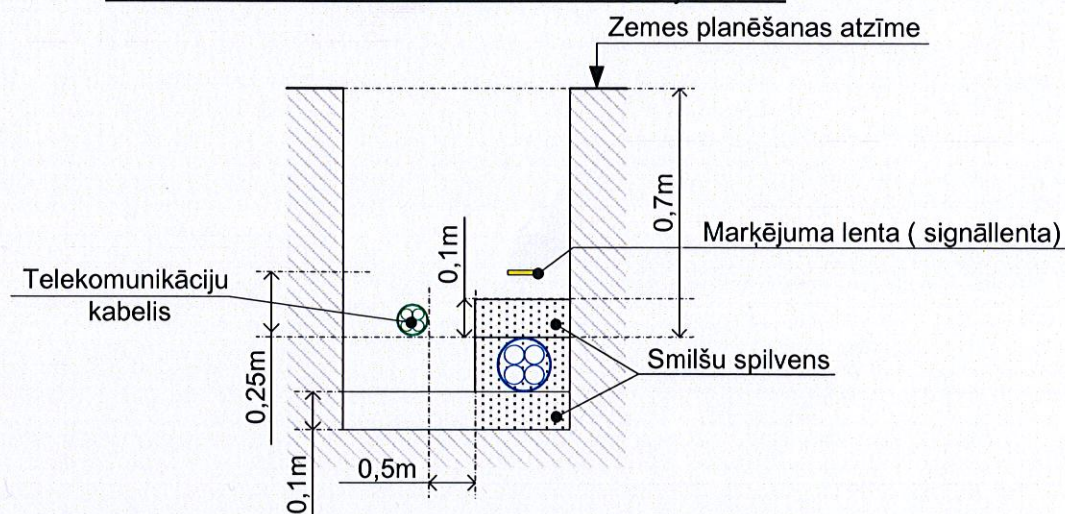 Zemes planēšanas atzīme
0,7m
0,1m
Marķējuma lenta ( signāllenta)
Telekomunikāciju
kabelis
Smilšu spilvens
0,25m
0,5m
0,1m